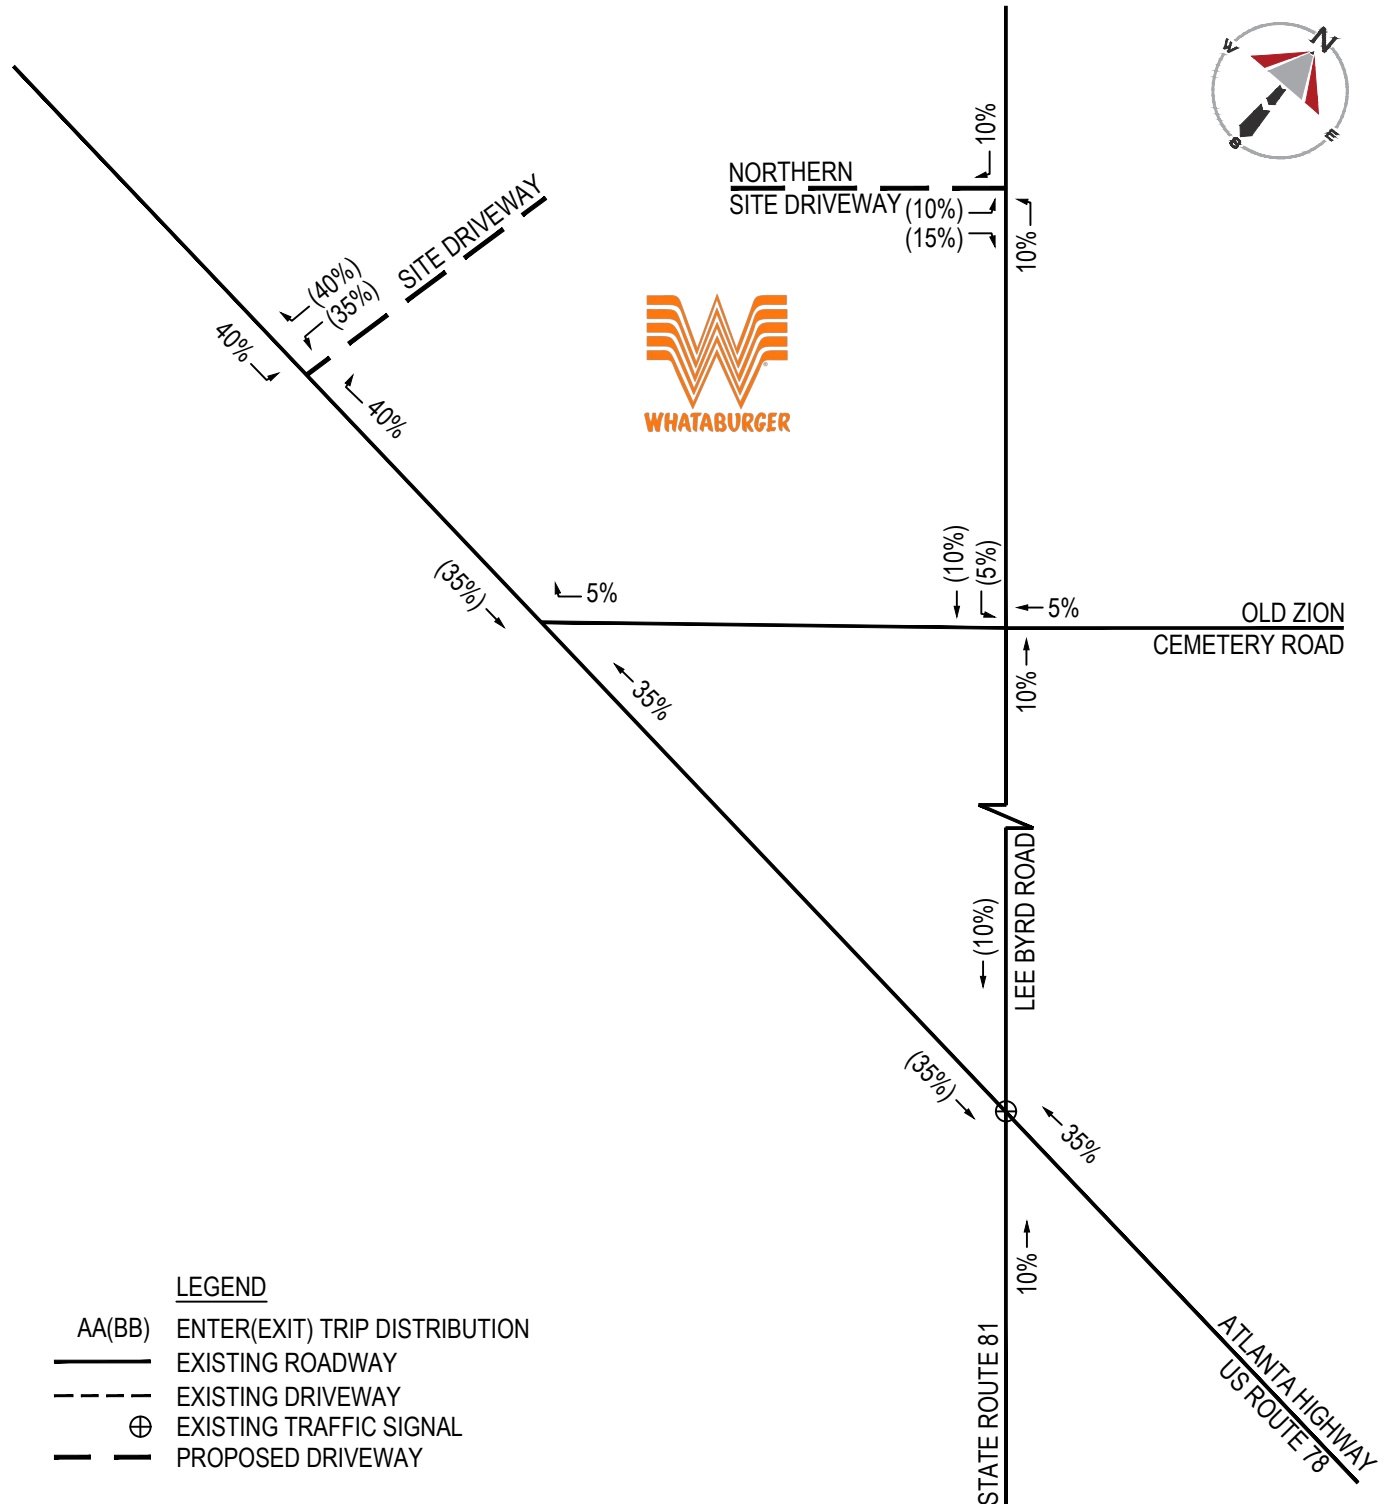 N
W
E
S
10%
NORTHERN
SITE DRIVEWAY
(10%)
(15%)
10%
SITE DRIVEWAY
(40%)
(35%)
40%
40%
WHATABURGER
®
(10%)
(5%)
5%
5%
OLD ZION
CEMETERY ROAD
(35%)
35%
10%
(10%)
LEE BYRD ROAD
(35%)
35%
10%
STATE ROUTE 81
ATLANTA HIGHWAY
US ROUTE 78
LEGEND
AA(BB) ENTER(EXIT) TRIP DISTRIBUTION
EXISTING ROADWAY
EXISTING DRIVEWAY
EXISTING TRAFFIC SIGNAL
PROPOSED DRIVEWAY